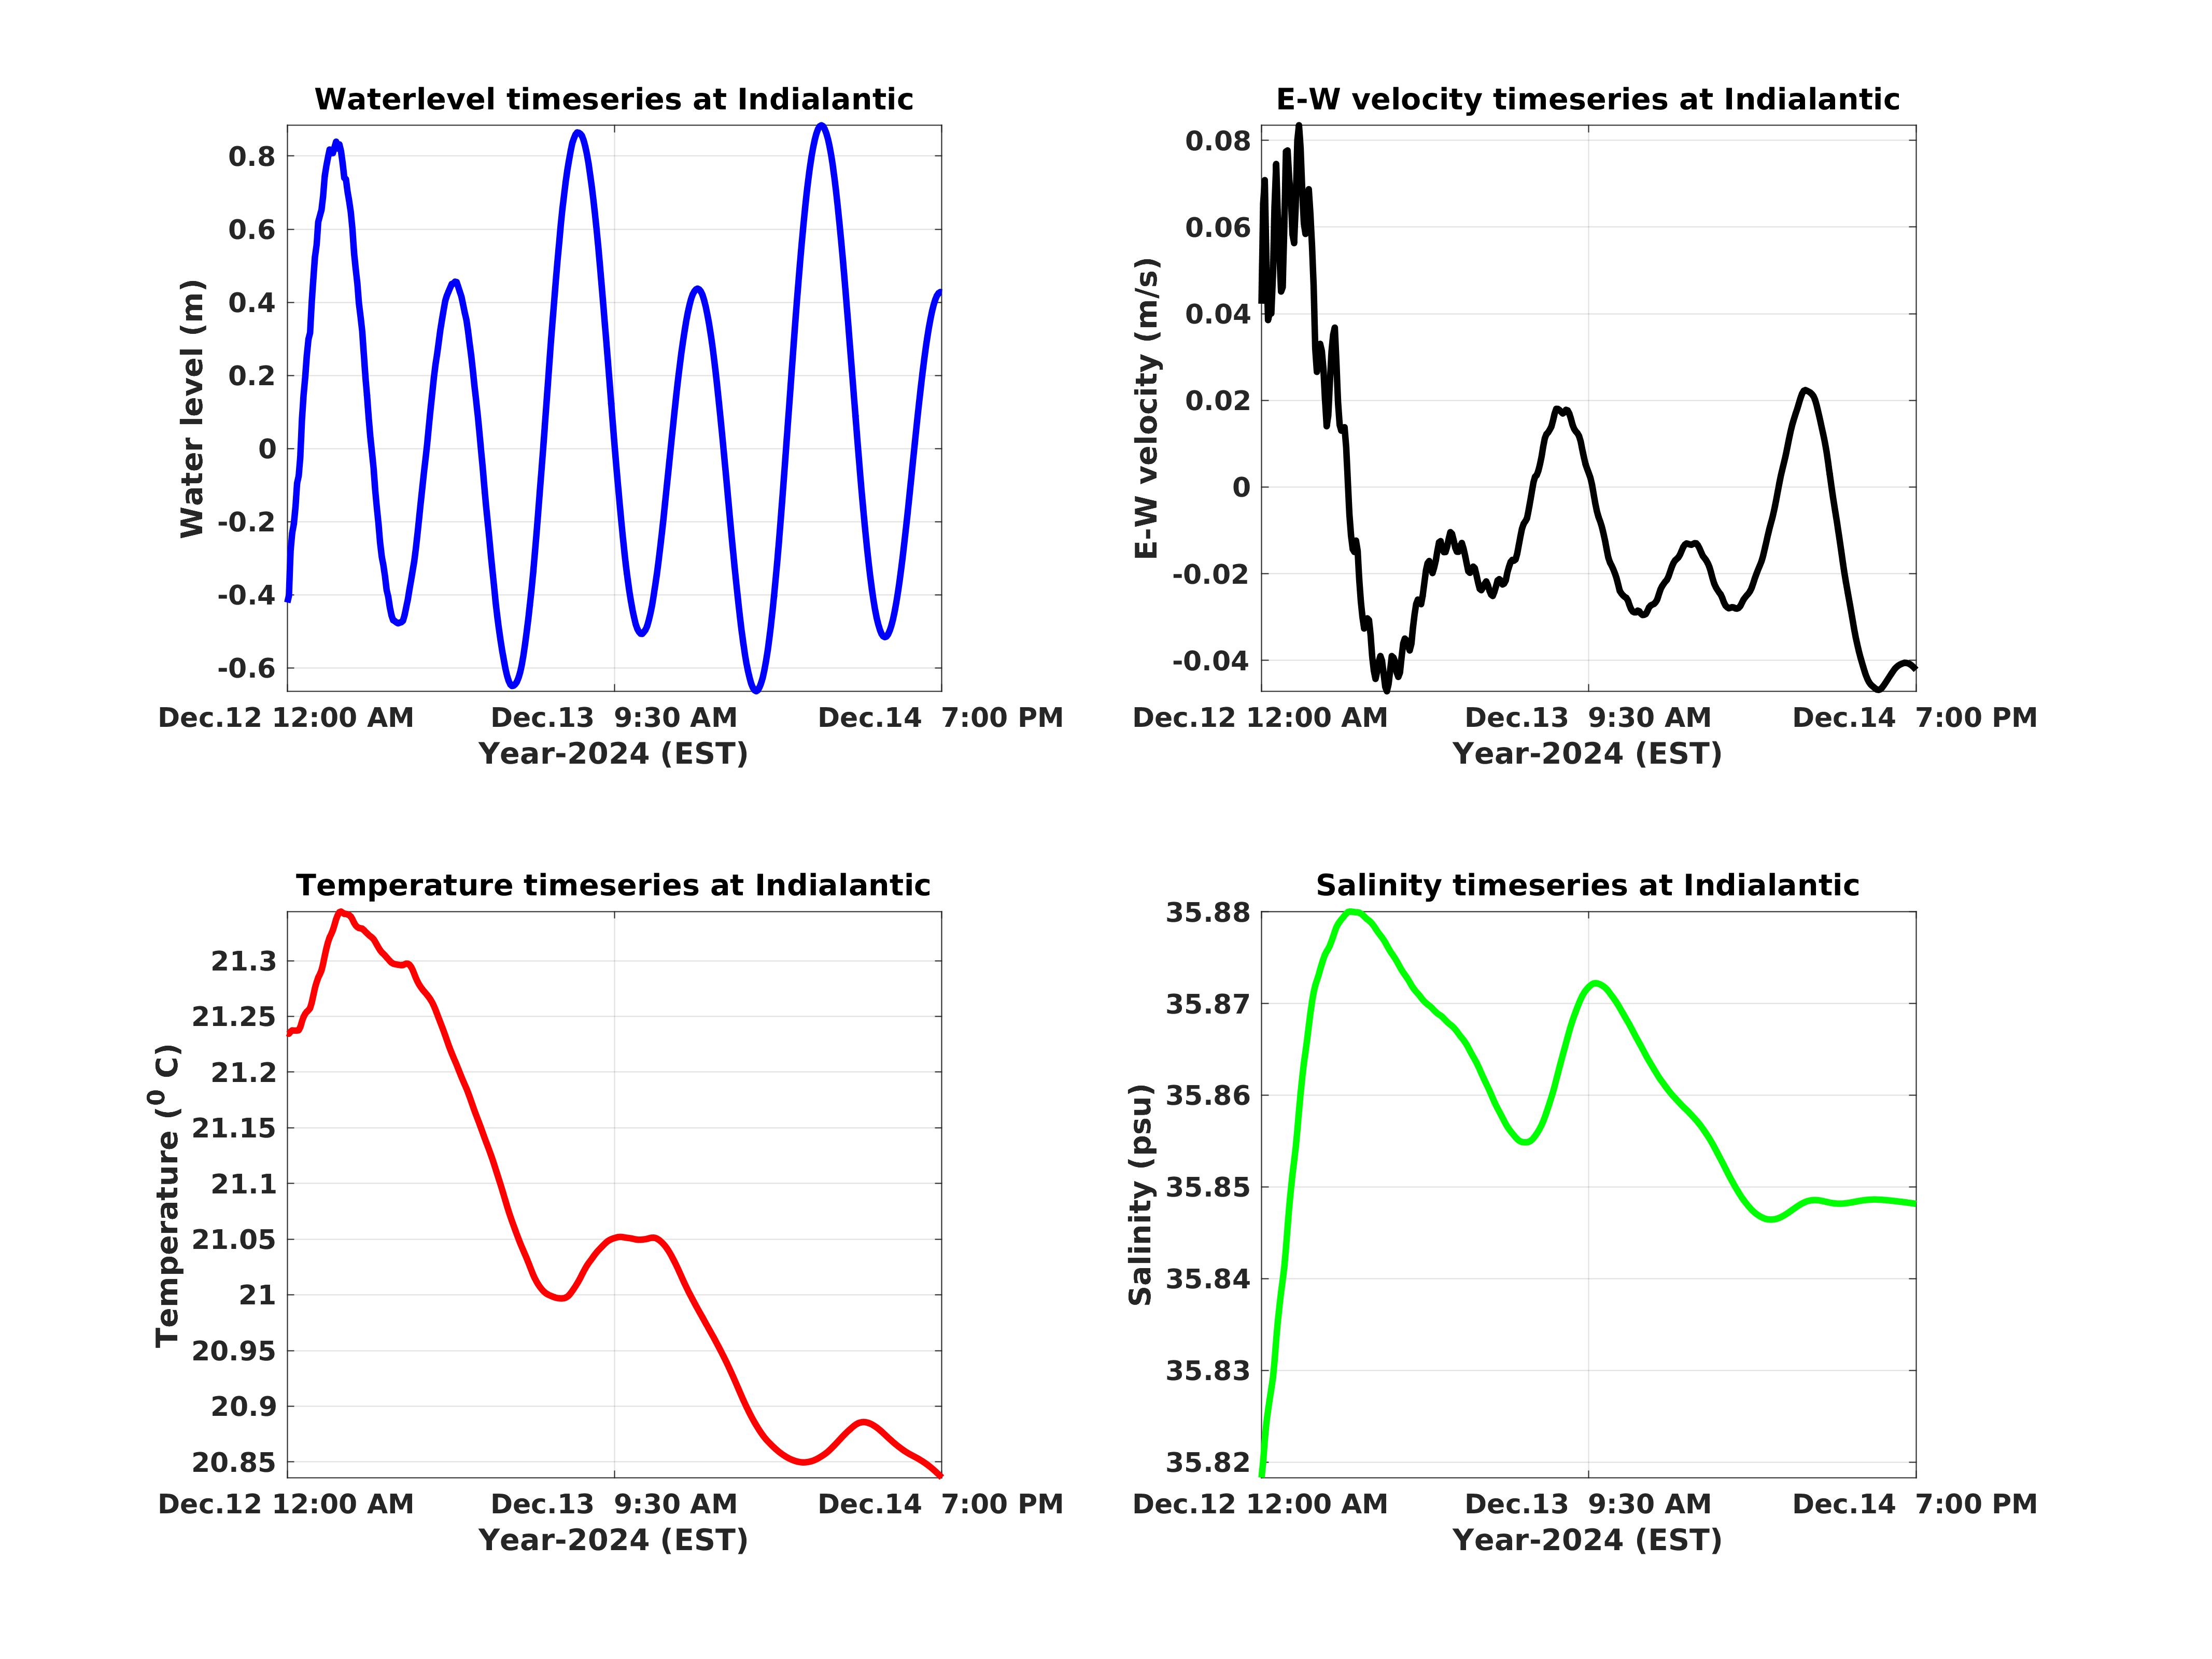 Waterlevel timeseries at Indialantic
0.8
0.6
0.4
0.2
0
-0.2
-0.4
-0.6
Water level (m)
Dec.12 12:00 AM Dec.13  9:30 AM Dec.14  7:00 PM
Year-2024 (EST)
E-W velocity timeseries at Indialantic
0.08
0.06
0.04
0.02
0
-0.02
-0.04
E-W velocity (m/s)
Dec.12 12:00 AM Dec.13  9:30 AM Dec.14  7:00 PM
Year-2024 (EST)
Temperature timeseries at Indialantic
21.3
21.25
21.2
21.15
21.1
21.05
21
20.95
20.9
20.85
Temperature (⁰ C)
Dec.12 12:00 AM Dec.13  9:30 AM Dec.14  7:00 PM
Year-2024 (EST)
Salinity timeseries at Indialantic
35.88
35.87
35.86
35.85
35.84
35.83
35.82
Salinity (psu)
Dec.12 12:00 AM Dec.13  9:30 AM Dec.14  7:00 PM
Year-2024 (EST)